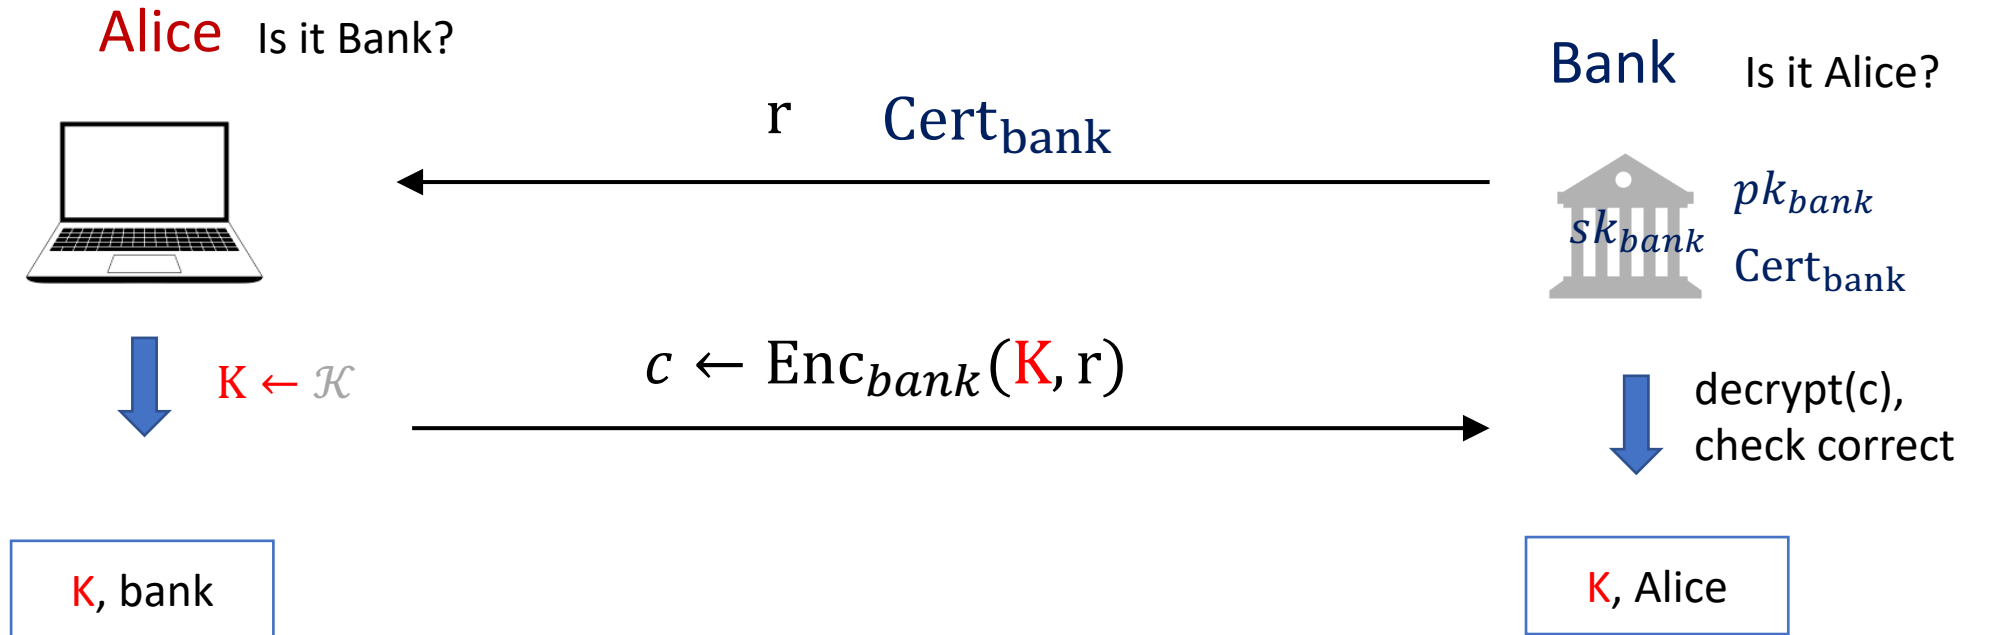 Alice Is it Bank?
Bank Is it Alice?
r Cert_bank
pk_bank
sk_bank
Cert_bank
K ← 𝒦
c ← Enc_bank(K, r)
decrypt(c),
check correct
K, bank
K, Alice